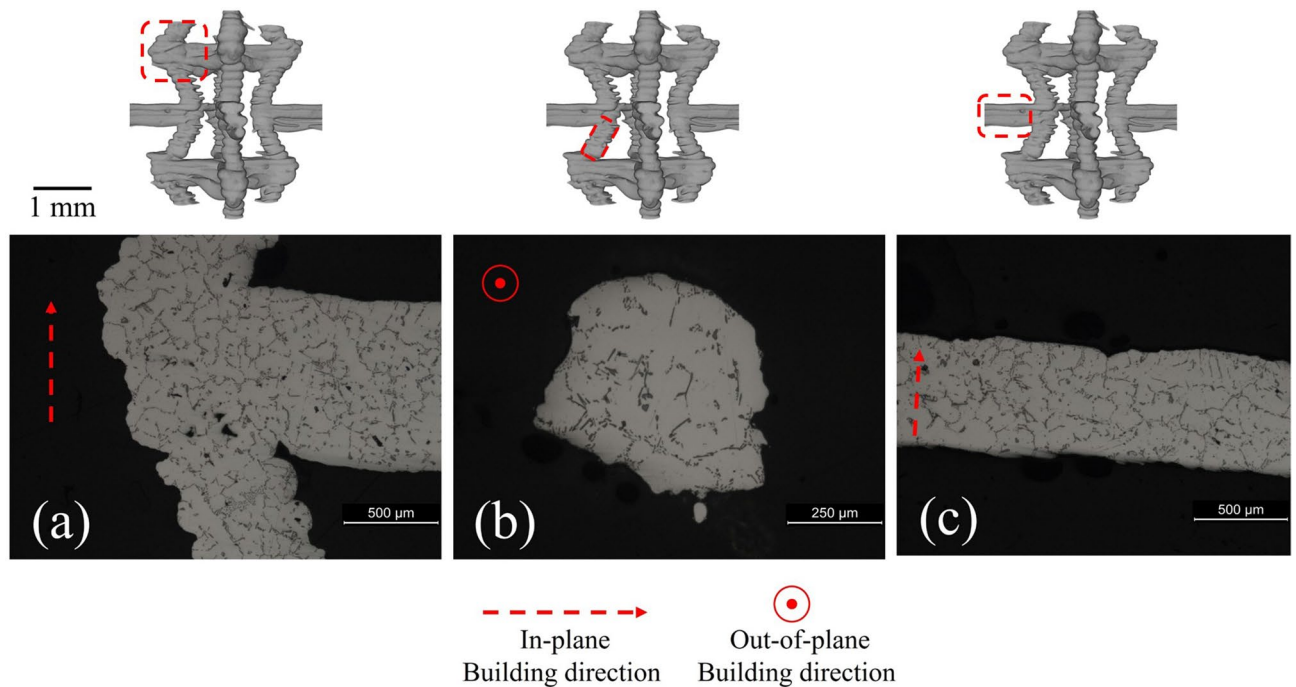 1 mm
(a)
500 µm
(b)
250 µm
(c)
500 µm
In-plane
Building direction
Out-of-plane
Building direction